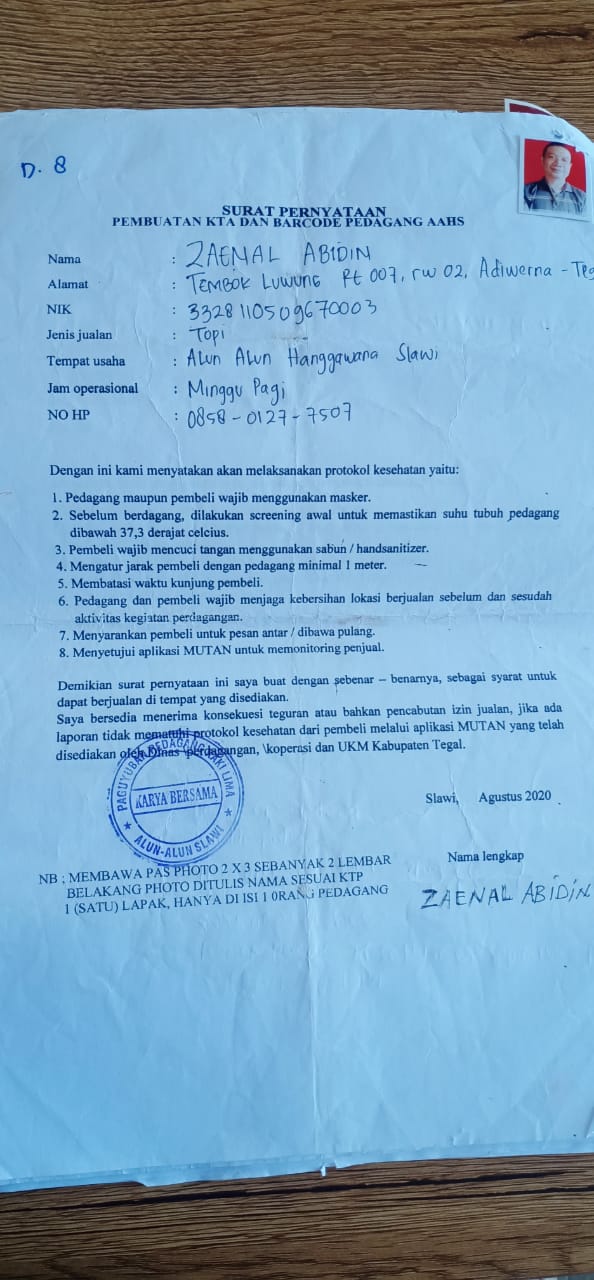 D. 8
SURAT PERNYATAAN
PEMBUATAN KTA DAN BARCODE PEDAGANG AAHS
Nama : ZAENAL ABIDIN
Alamat : TEMBOK LUWUNG Rt 007, rw 02, Adiwerna - Teg
NIK : 3328110509670003
Jenis jualan : Topi
Tempat usaha : Alun Alun Hanggawana Slawi
Jam operasional : Minggu Pagi
NO HP : 0858-0127-7507
Dengan ini kami menyatakan akan melaksanakan protokol kesehatan yaitu:
1. Pedagang maupun pembeli wajib menggunakan masker.
2. Sebelum berdagang, dilakukan screening awal untuk memastikan suhu tubuh pedagang
dibawah 37,3 derajat celcius.
3. Pembeli wajib mencuci tangan menggunakan sabun / handsanitizer.
4. Mengatur jarak pembeli dengan pedagang minimal 1 meter.
5. Membatasi waktu kunjung pembeli.
6. Pedagang dan pembeli wajib menjaga kebersihan lokasi berjualan sebelum dan sesudah
aktivitas kegiatan perdagangan.
7. Menyarankan pembeli untuk pesan antar / dibawa pulang.
8. Menyetujui aplikasi MUTAN untuk memonitoring penjual.
Demikian surat pernyataan ini saya buat dengan sebenar – benarnya, sebagai syarat untuk
dapat berjualan di tempat yang disediakan.
Saya bersedia menerima konsekuesi teguran atau bahkan pencabutan izin jualan, jika ada
laporan tidak mematuhi protokol kesehatan dari pembeli melalui aplikasi MUTAN yang telah
disediakan oleh Dinas \perdagangan, \koperasi dan UKM Kabupaten Tegal.
PAGUYUBAN PEDAGANG KAKI LIMA
KARYA BERSAMA
ALUN-ALUN SLAWI
Slawi, Agustus 2020
Nama lengkap
ZAENAL ABIDIN
NB : MEMBAWA PAS PHOTO 2 X 3 SEBANYAK 2 LEMBAR
BELAKANG PHOTO DITULIS NAMA SESUAI KTP
1 (SATU) LAPAK, HANYA DI ISI 1 0RANG PEDAGANG